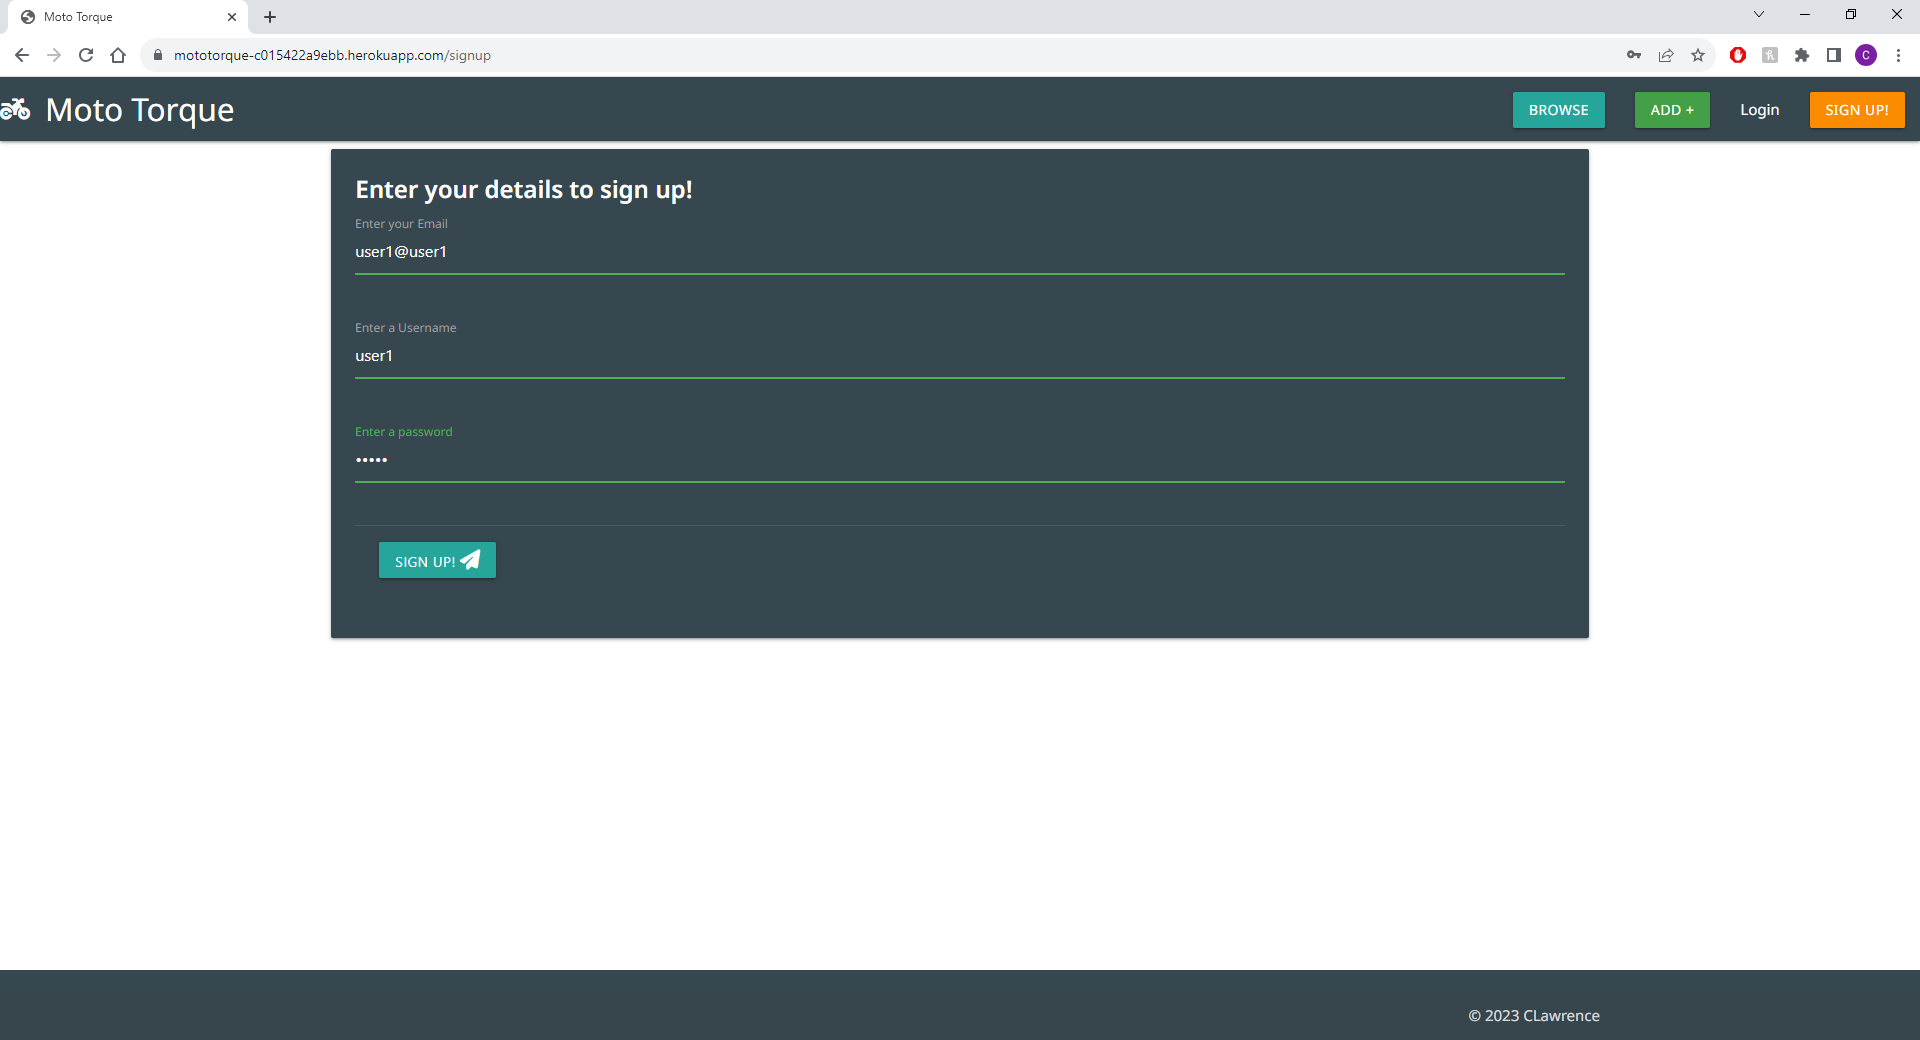 Moto Torque
mototorque-c015422a9ebb.herokuapp.com/signup
C
Moto Torque
BROWSE
ADD +
Login
SIGN UP!
Enter your details to sign up!
Enter your Email
user1@user1
Enter a Username
user1
Enter a password
•••••
SIGN UP!
© 2023 CLawrence